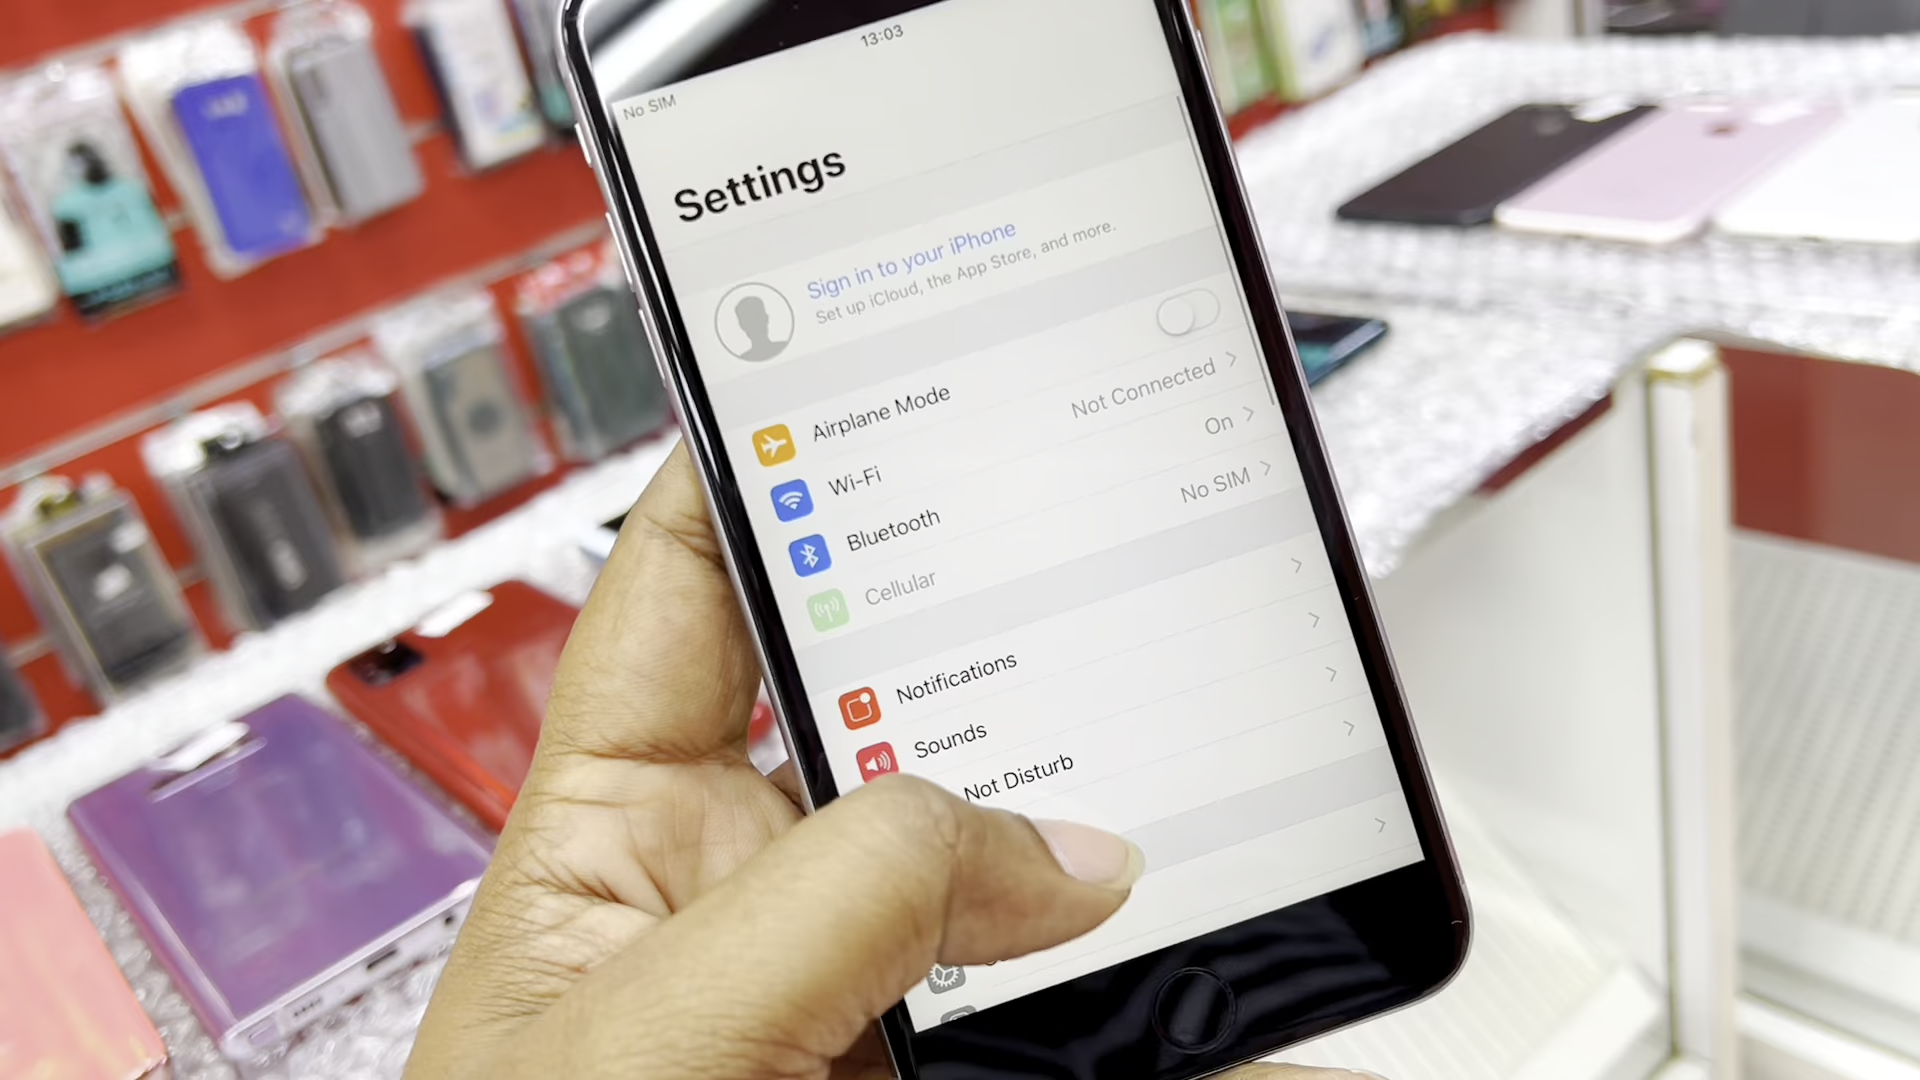 13:03
No SIM
Settings
Sign in to your iPhone
Set up iCloud, the App Store, and more.
Airplane Mode
Wi-Fi Not Connected
Bluetooth On
Cellular No SIM
Notifications
Sounds
Not Disturb